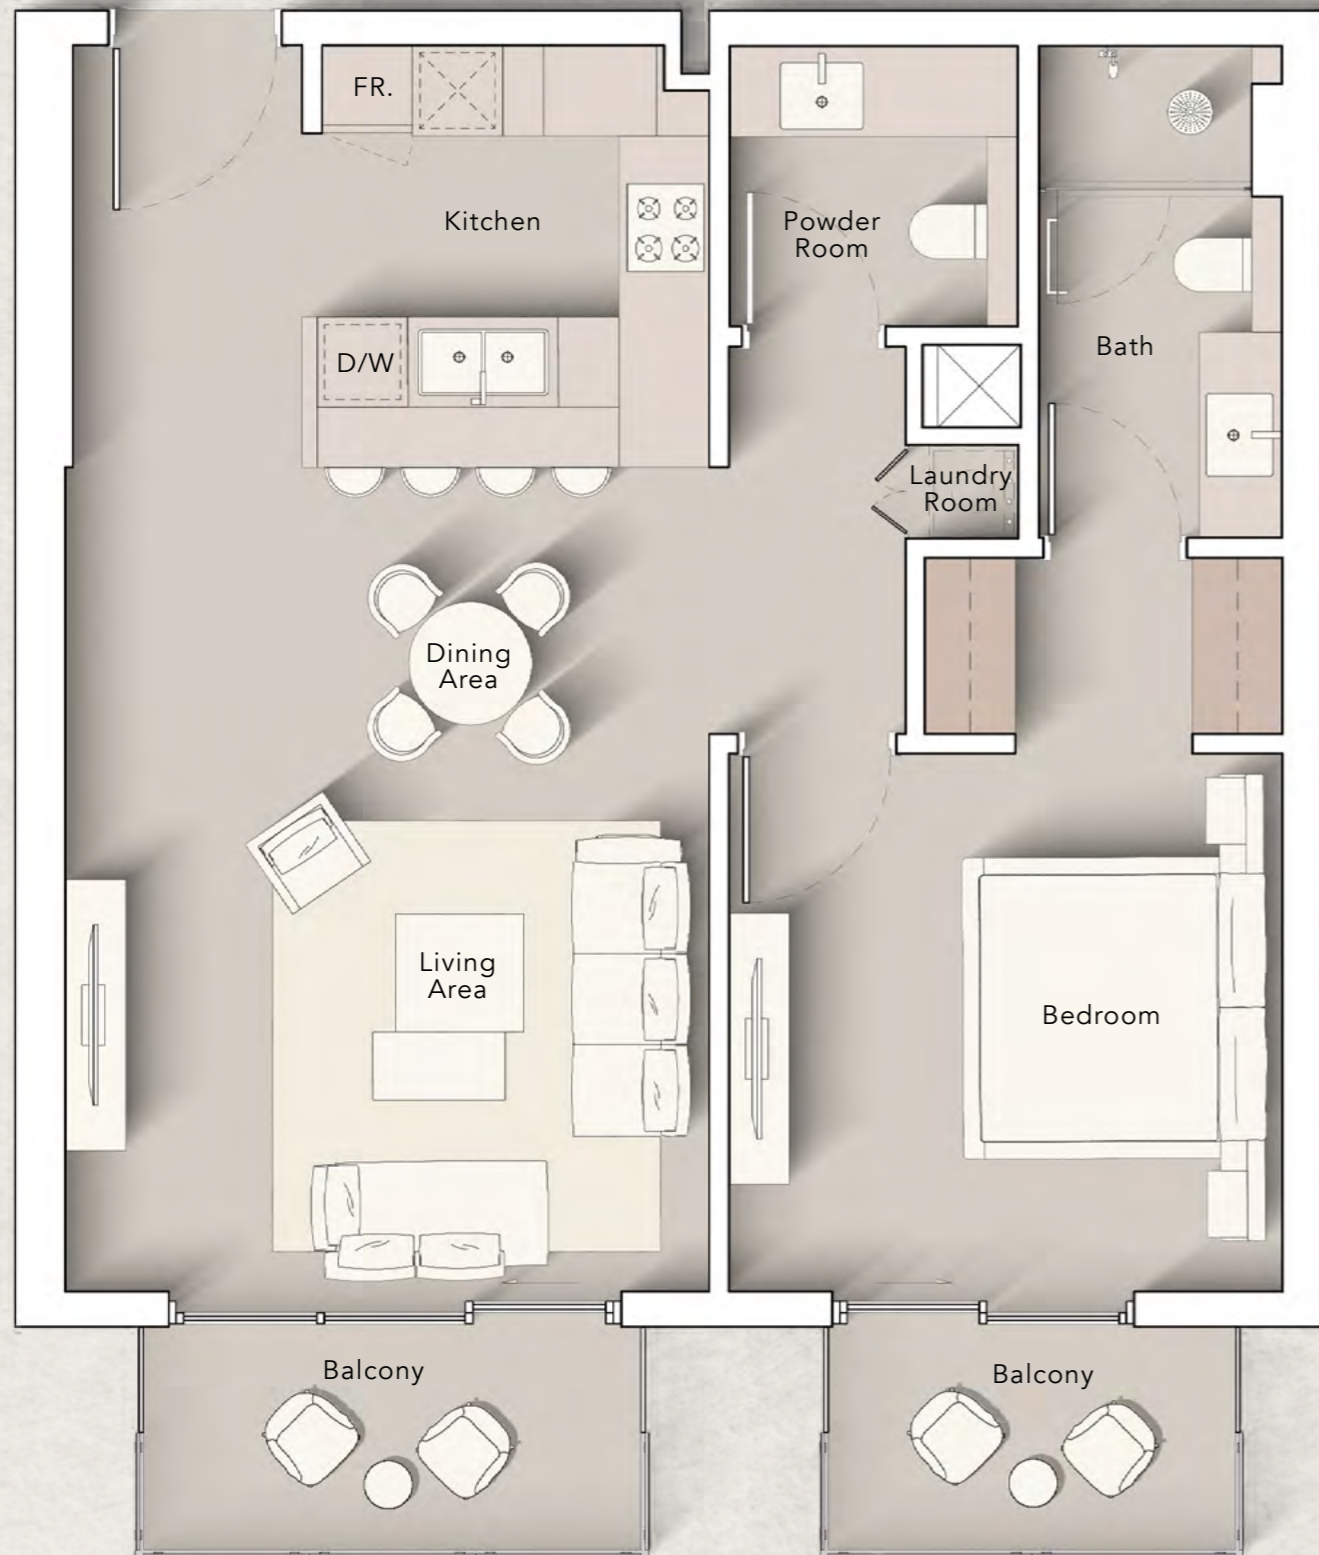 FR.
Kitchen
Powder
Room
D/W
Bath
Laundry
Room
Dining
Area
Living
Area
Bedroom
Balcony
Balcony